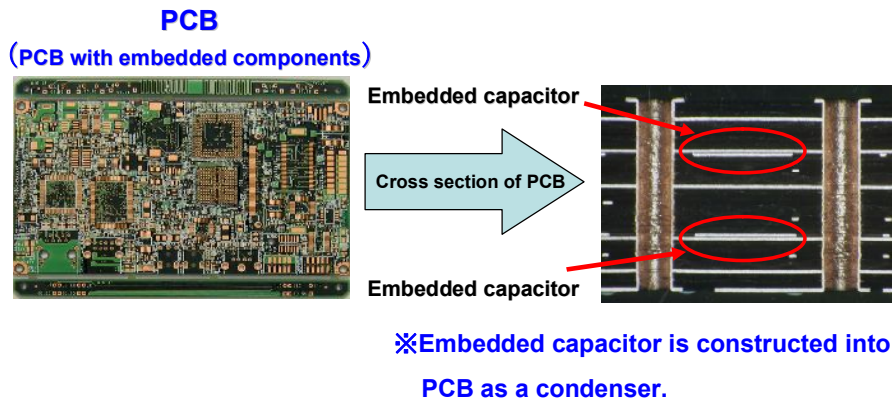 PCB
（PCB with embedded components）
Embedded capacitor
Cross section of PCB
Embedded capacitor
※Embedded capacitor is constructed into
PCB as a condenser.